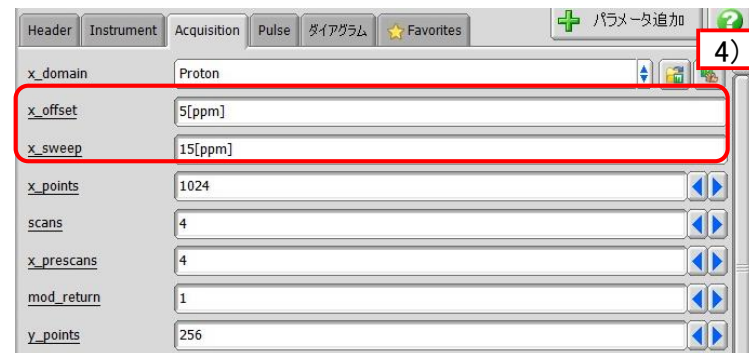 Header Instrument Acquisition Pulse ダイアグラム Favorites パラメータ追加
4)
x_domain Proton
x_offset 5[ppm]
x_sweep 15[ppm]
x_points 1024
scans 4
x_prescans 4
mod_return 1
y_points 256